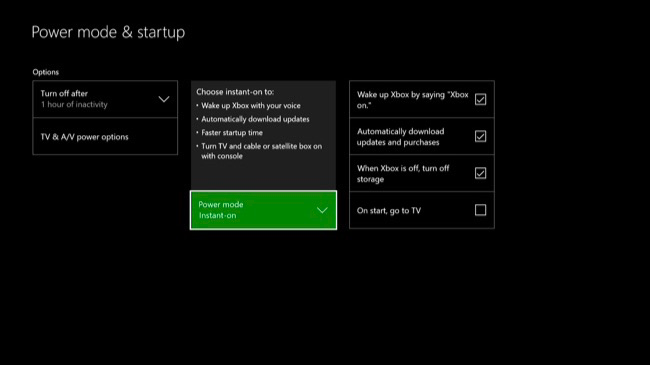 Power mode & startup
Options
Turn off after
1 hour of inactivity
TV & A/V power options
Choose instant-on to:
• Wake up Xbox with your voice
• Automatically download updates
• Faster startup time
• Turn TV and cable or satellite box on
with console
Power mode
Instant-on
Wake up Xbox by saying "Xbox
on."
Automatically download
updates and purchases
When Xbox is off, turn off
storage
On start, go to TV